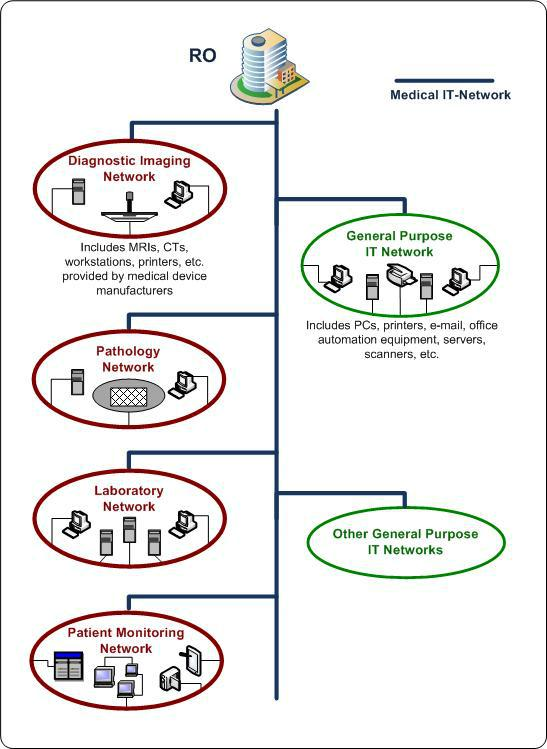 RO
Medical IT-Network
Diagnostic Imaging
Network
Includes MRIs, CTs,
workstations, printers, etc.
provided by medical device
manufacturers
General Purpose
IT Network
Includes PCs, printers, e-mail, office
automation equipment, servers,
scanners, etc.
Pathology
Network
Laboratory
Network
Other General Purpose
IT Networks
Patient Monitoring
Network